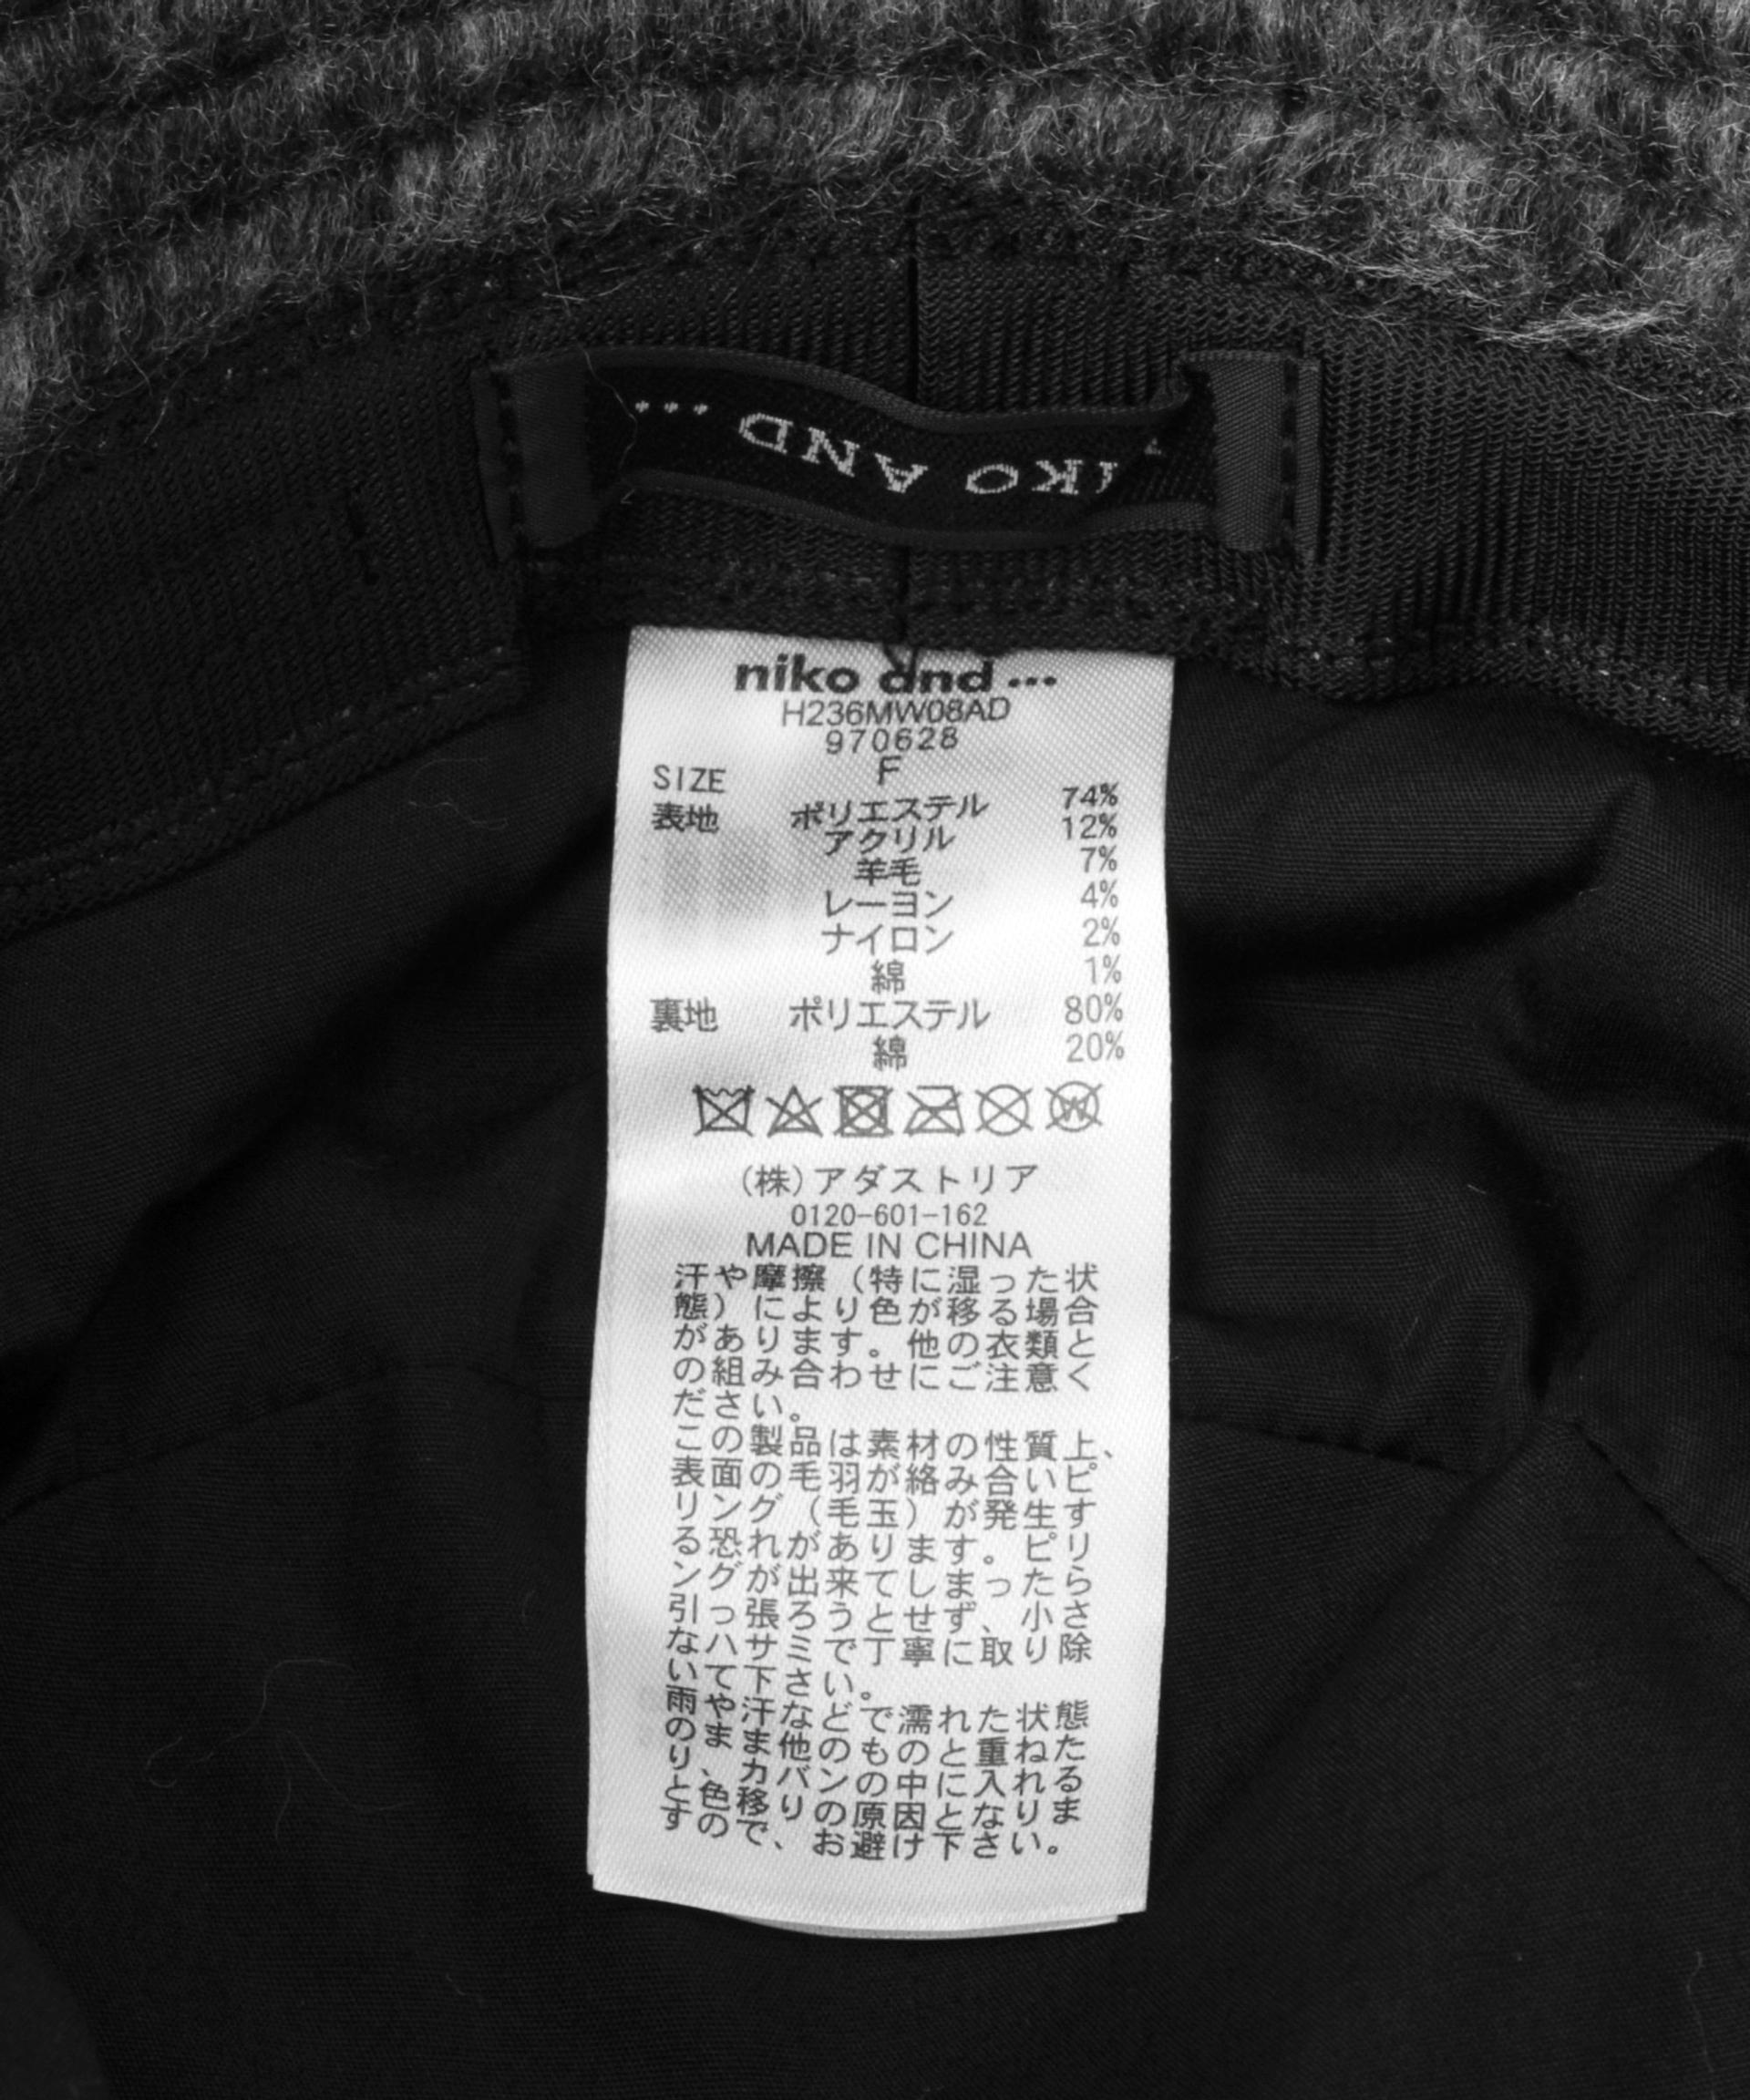 IKO AND...
niko and...
H236MW08AD
970628
SIZE F
表地 ポリエステル 74%
アクリル 12%
羊毛 7%
レーヨン 4%
ナイロン 2%
綿 1%
裏地 ポリエステル 80%
綿 20%
W
(株)アダストリア
0120-601-162
MADE IN CHINA
汗や摩擦(特に湿った状
態)により色が移る場合
があります。他の衣類と
の組み合わせにご注意く
ださい。
この製品は素材の性質上、
表面の毛羽が絡み合いピ
リング(毛玉)が発生す
る恐れがあります。ピリ
ングが出来てしまったら
引っ張ろうとせず、小さ
なハサミで丁寧に取り除
いて下さい。
雨や汗などで濡れた状態
のまま他のものと重ねた
り、カバンの中に入れる
と色移りの原因となりま
すので、お避け下さい。